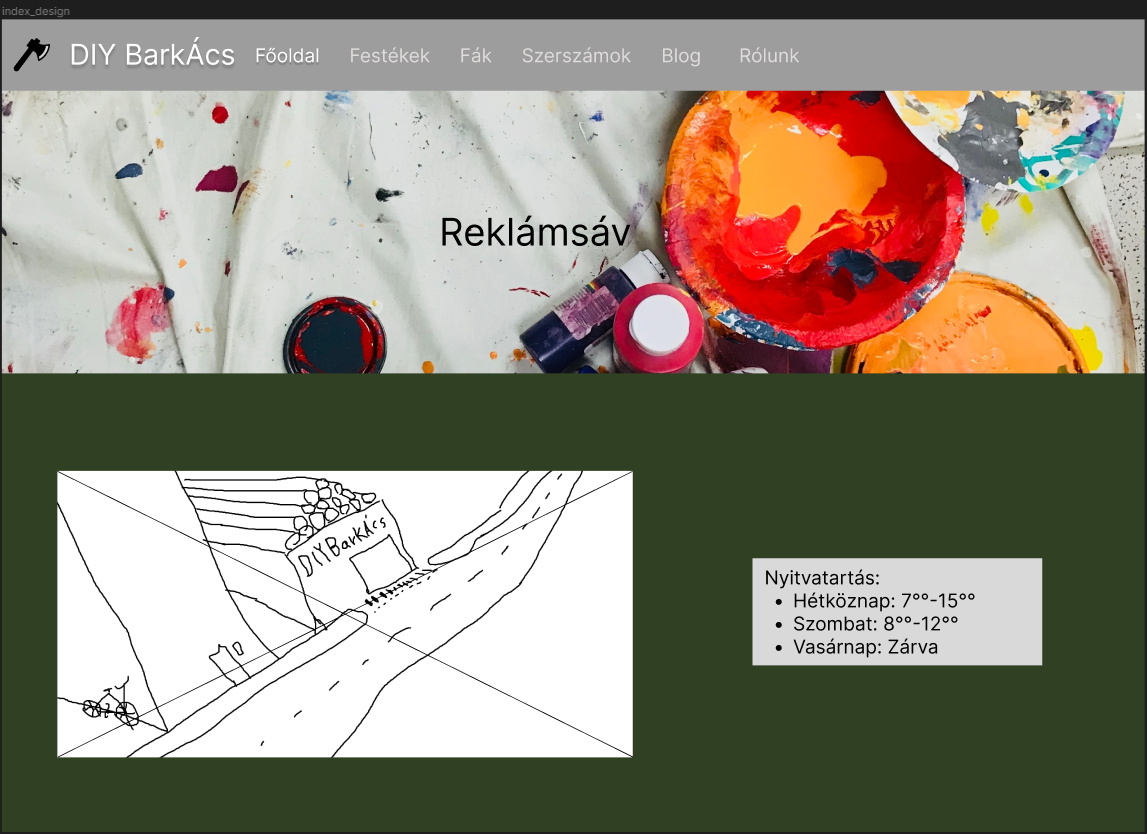 index_design
DIY BarkÁcs Főoldal Festékek Fák Szerszámok Blog Rólunk
Reklámsáv
DIYBarkÁcs
Nyitvatartás:
• Hétköznap: 7°°-15°°
• Szombat: 8°°-12°°
• Vasárnap: Zárva